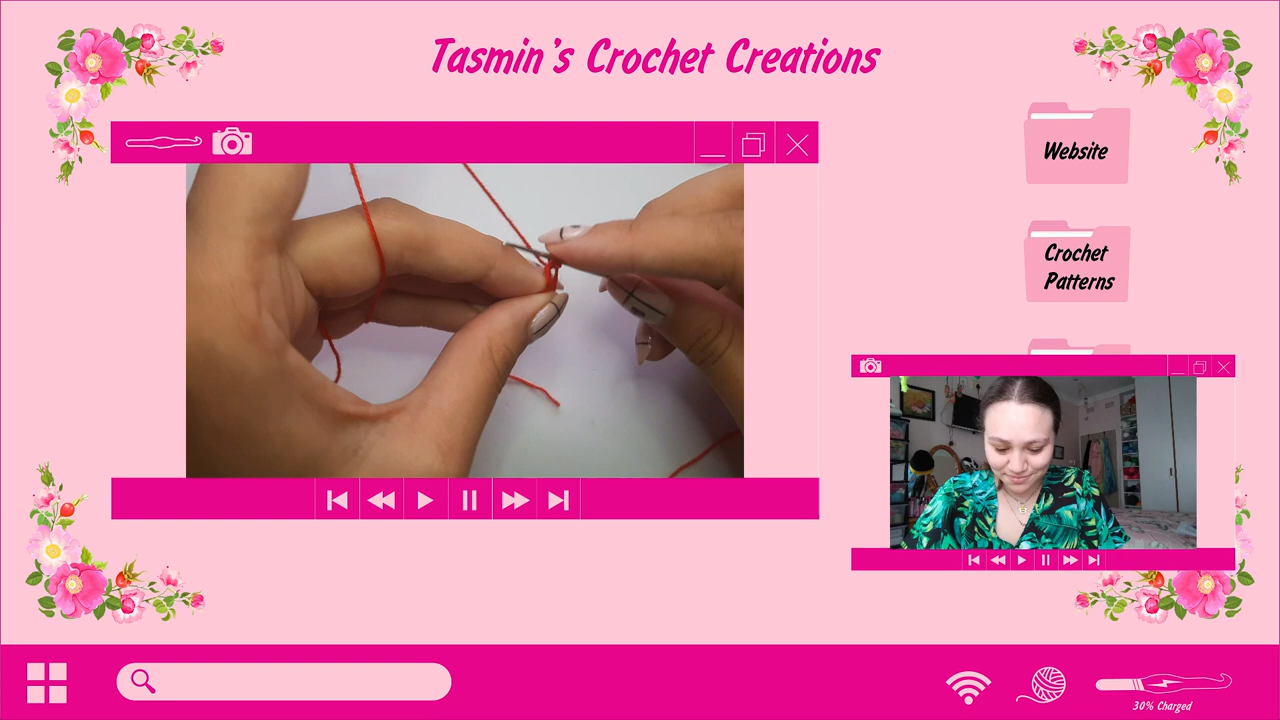 Tasmin's Crochet Creations
Website
Crochet
Patterns
30% Charged